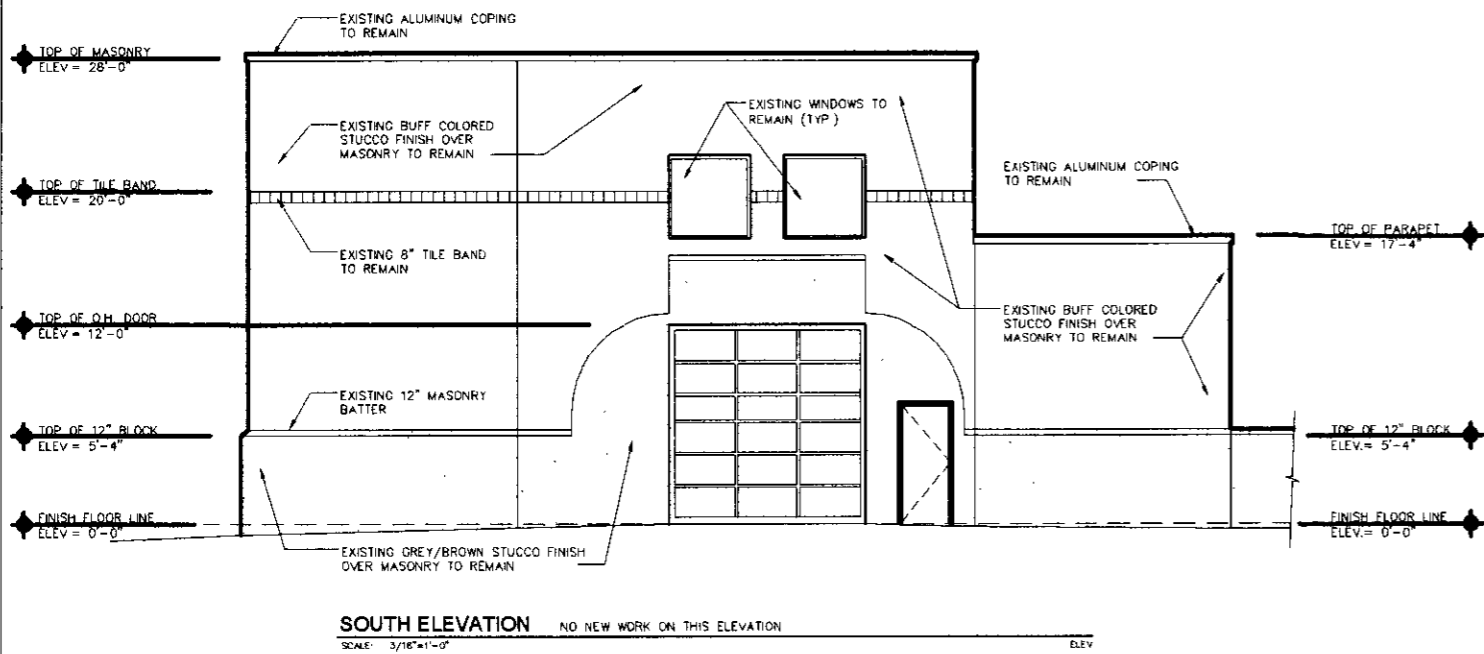 EXISTING ALUMINUM COPING
TO REMAIN
TOP OF MASONRY
ELEV = 28'-0"
EXISTING WINDOWS TO
REMAIN (TYP.)
EXISTING BUFF COLORED
STUCCO FINISH OVER
MASONRY TO REMAIN
EXISTING ALUMINUM COPING
TO REMAIN
TOP OF TILE BAND
ELEV = 20'-0"
TOP OF PARAPET
ELEV = 17'-4"
EXISTING 8" TILE BAND
TO REMAIN
EXISTING BUFF COLORED
STUCCO FINISH OVER
MASONRY TO REMAIN
TOP OF O.H. DOOR
ELEV = 12'-0"
EXISTING 12" MASONRY
BATTER
TOP OF 12" BLOCK
ELEV = 5'-4"
TOP OF 12" BLOCK
ELEV. = 5'-4"
FINISH FLOOR LINE
ELEV = 0'-0"
FINISH FLOOR LINE
ELEV. = 0'-0"
EXISTING GREY/BROWN STUCCO FINISH
OVER MASONRY TO REMAIN
SOUTH ELEVATION NO NEW WORK ON THIS ELEVATION
SCALE: 3/16"=1'-0" ELEV